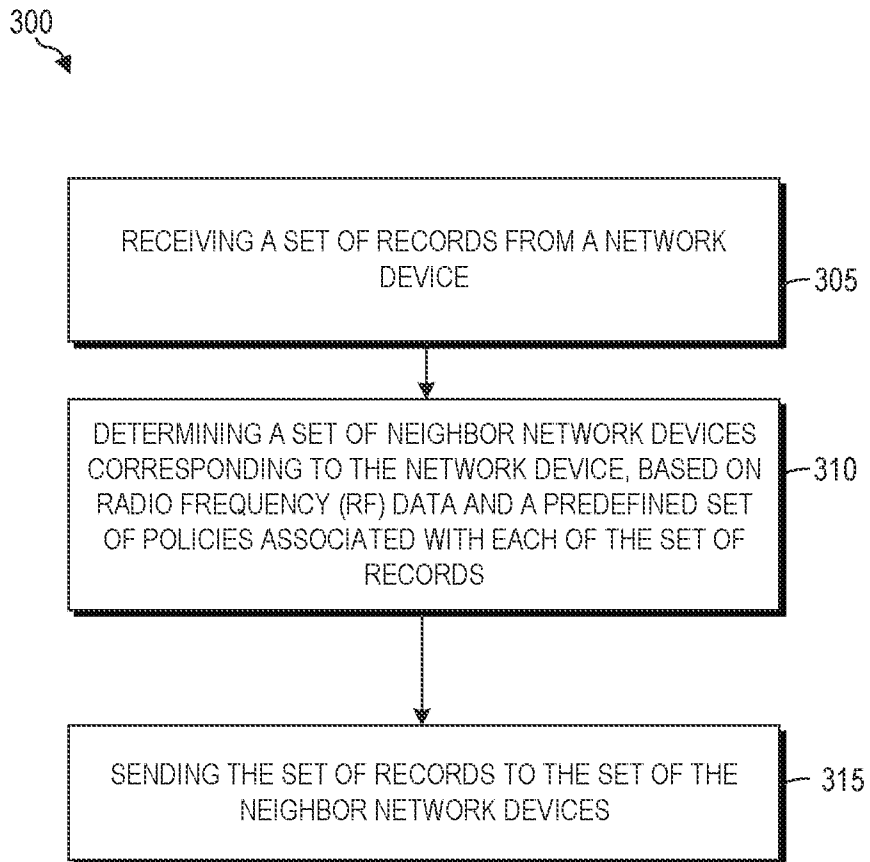 300
RECEIVING A SET OF RECORDS FROM A NETWORK
DEVICE
305
DETERMINING A SET OF NEIGHBOR NETWORK DEVICES
CORRESPONDING TO THE NETWORK DEVICE, BASED ON
RADIO FREQUENCY (RF) DATA AND A PREDEFINED SET
OF POLICIES ASSOCIATED WITH EACH OF THE SET OF
RECORDS
310
SENDING THE SET OF RECORDS TO THE SET OF THE
NEIGHBOR NETWORK DEVICES
315